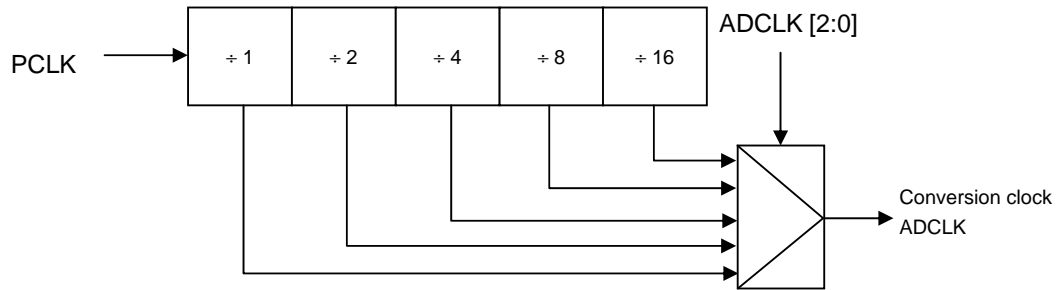 ADCLK [2:0]
PCLK
÷ 1
÷ 2
÷ 4
÷ 8
÷ 16
Conversion clock
ADCLK